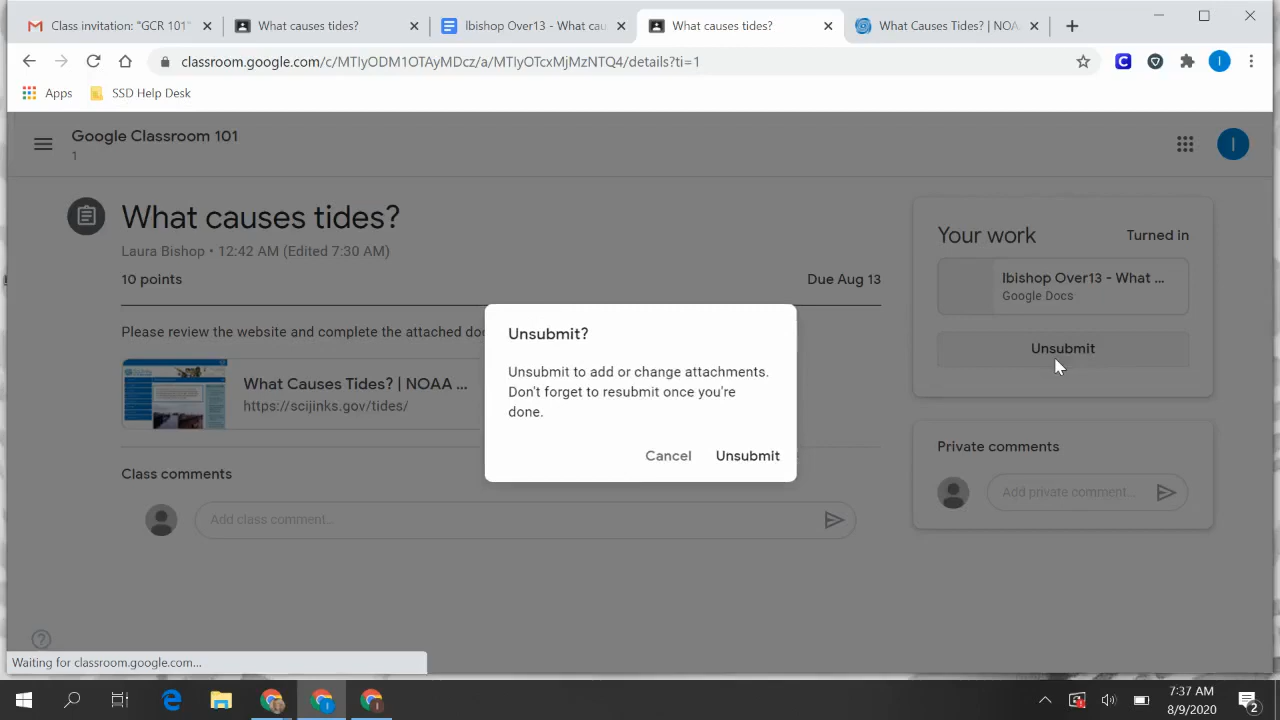 Class invitation: "GCR 101"
What causes tides?
lbishop Over13 - What cau
What causes tides?
What Causes Tides? | NOAA
classroom.google.com/c/MTIyODM1OTAyMDcz/a/MTIyOTcxMjMzNTQ4/details?ti=1
C
I
Apps
SSD Help Desk
Google Classroom 101
1
I
What causes tides?
Laura Bishop • 12:42 AM (Edited 7:30 AM)
10 points
Due Aug 13
Please review the website and complete the attached doc
What Causes Tides? | NOAA ...
https://scijinks.gov/tides/
Class comments
Add class comment...
Your work
Turned in
lbishop Over13 - What ...
Google Docs
Unsubmit
Private comments
Add private comment...
Unsubmit?
Unsubmit to add or change attachments.
Don't forget to resubmit once you're
done.
Cancel
Unsubmit
Waiting for classroom.google.com...
7:37 AM
8/9/2020
2